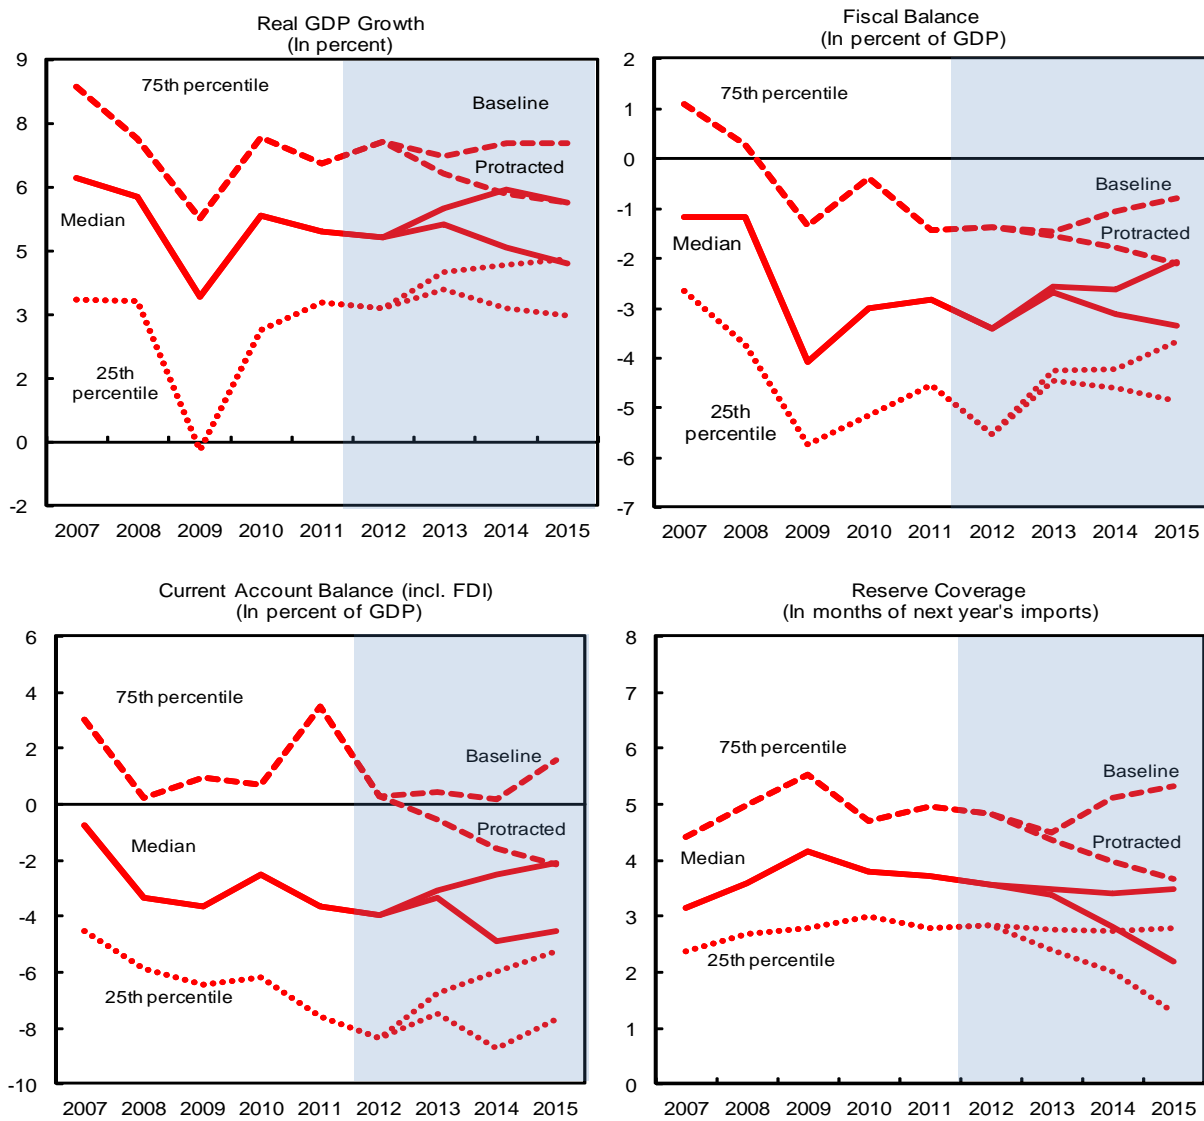 Real GDP Growth
(In percent)
9
8
6
5
3
2
0
-2
75th percentile
Baseline
Protracted
Median
25th
percentile
2007 2008 2009 2010 2011 2012 2013 2014 2015
Fiscal Balance
(In percent of GDP)
2
1
0
-1
-2
-3
-4
-5
-6
-7
75th percentile
Baseline
Protracted
Median
25th
percentile
2007 2008 2009 2010 2011 2012 2013 2014 2015
Current Account Balance (incl. FDI)
(In percent of GDP)
6
4
2
0
-2
-4
-6
-8
-10
75th percentile
Baseline
Protracted
Median
25th percentile
2007 2008 2009 2010 2011 2012 2013 2014 2015
Reserve Coverage
(In months of next year's imports)
8
7
6
5
4
3
2
1
0
75th percentile
Baseline
Protracted
Median
25th percentile
2007 2008 2009 2010 2011 2012 2013 2014 2015